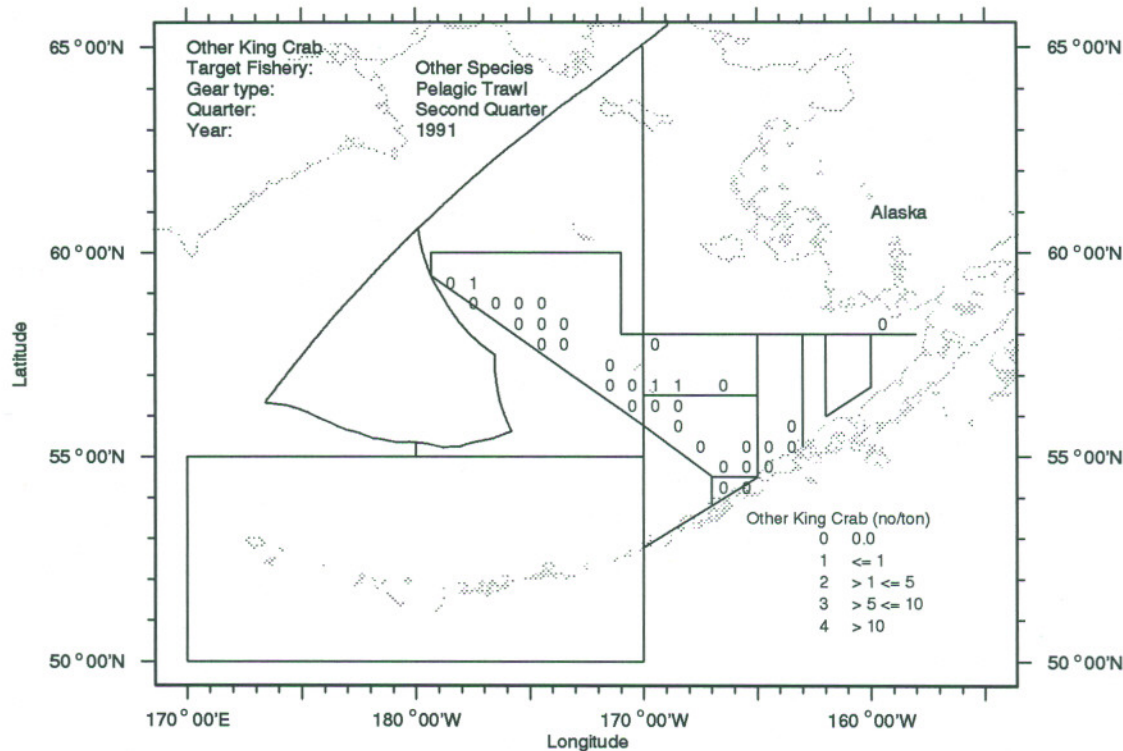 65°00'N 65°00'N
Other King Crab
Target Fishery: Other Species
Gear type: Pelagic Trawl
Quarter: Second Quarter
Year: 1991
Alaska
60°00'N 60°00'N
0 1
0 0 0 0
0 0 0 0
0 0 0
0 0 1 1 0
0 0 0
0 0
0 0 0 0 0
55°00'N 55°00'N
0 0 0
0 0
Other King Crab (no/ton)
0 0.0
1 <= 1
2 > 1 <= 5
3 > 5 <= 10
4 > 10
50°00'N 50°00'N
170°00'E 180°00'W 170°00'W 160°00'W
Latitude
Longitude